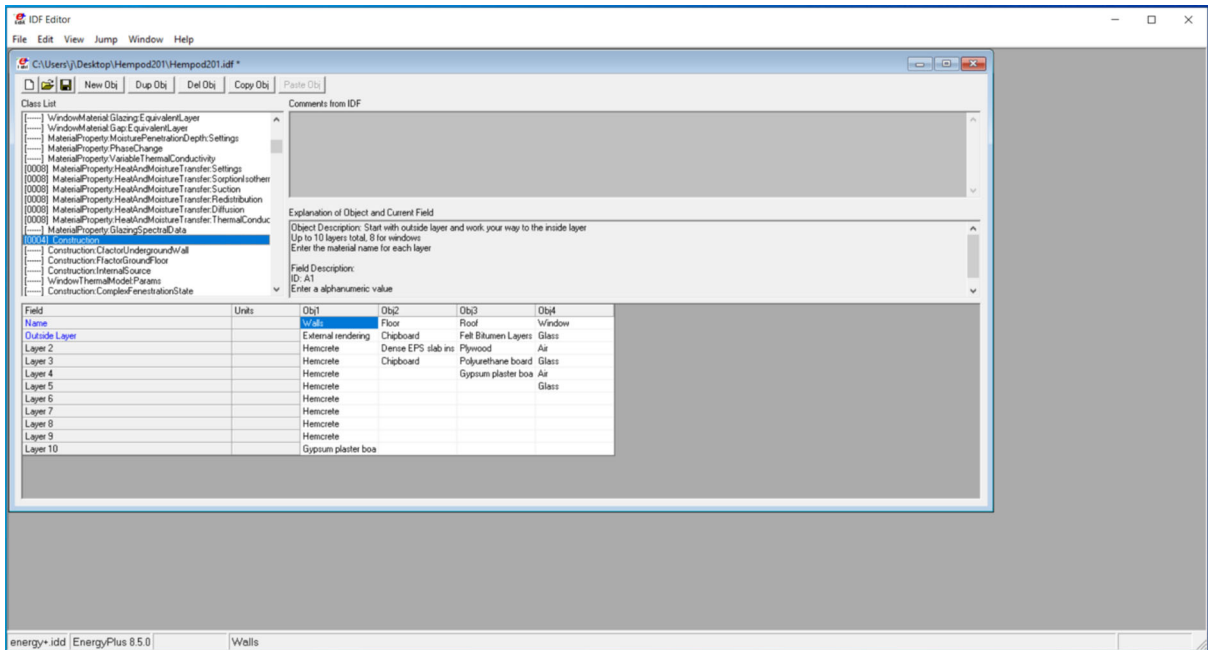 IDF Editor
File Edit View Jump Window Help
C:\Users\j\Desktop\Hempod201\Hempod201.idf *
New Obj Dup Obj Del Obj Copy Obj Paste Obj
Class List
Comments from IDF
[------] WindowMaterial:Glazing:EquivalentLayer
[------] WindowMaterial:Gap:EquivalentLayer
[------] MaterialProperty:MoisturePenetrationDepth:Settings
[------] MaterialProperty:PhaseChange
[------] MaterialProperty:VariableThermalConductivity
[0008] MaterialProperty:HeatAndMoistureTransfer:Settings
[0008] MaterialProperty:HeatAndMoistureTransfer:SorptionIsotherm
[0008] MaterialProperty:HeatAndMoistureTransfer:Suction
[0008] MaterialProperty:HeatAndMoistureTransfer:Redistribution
[0008] MaterialProperty:HeatAndMoistureTransfer:Diffusion
[0008] MaterialProperty:HeatAndMoistureTransfer:ThermalConduc
[------] MaterialProperty:GlazingSpectralData
[0004] Construction
[------] Construction:CfactorUndergroundWall
[------] Construction:FfactorGroundFloor
[------] Construction:InternalSource
[------] WindowThermalModel:Params
[------] Construction:ComplexFenestrationState
Explanation of Object and Current Field
Object Description: Start with outside layer and work your way to the inside layer
Up to 10 layers total, 8 for windows
Enter the material name for each layer
Field Description:
ID: A1
Enter a alphanumeric value
Field Units Obj1 Obj2 Obj3 Obj4
Name Walls Floor Roof Window
Outside Layer External rendering Chipboard Felt Bitumen Layers Glass
Layer 2 Hemcrete Dense EPS slab ins Plywood Air
Layer 3 Hemcrete Chipboard Polyurethane board Glass
Layer 4 Hemcrete Gypsum plaster boa Air
Layer 5 Hemcrete Glass
Layer 6 Hemcrete
Layer 7 Hemcrete
Layer 8 Hemcrete
Layer 9 Hemcrete
Layer 10 Gypsum plaster boa
energy+.idd EnergyPlus 8.5.0 Walls